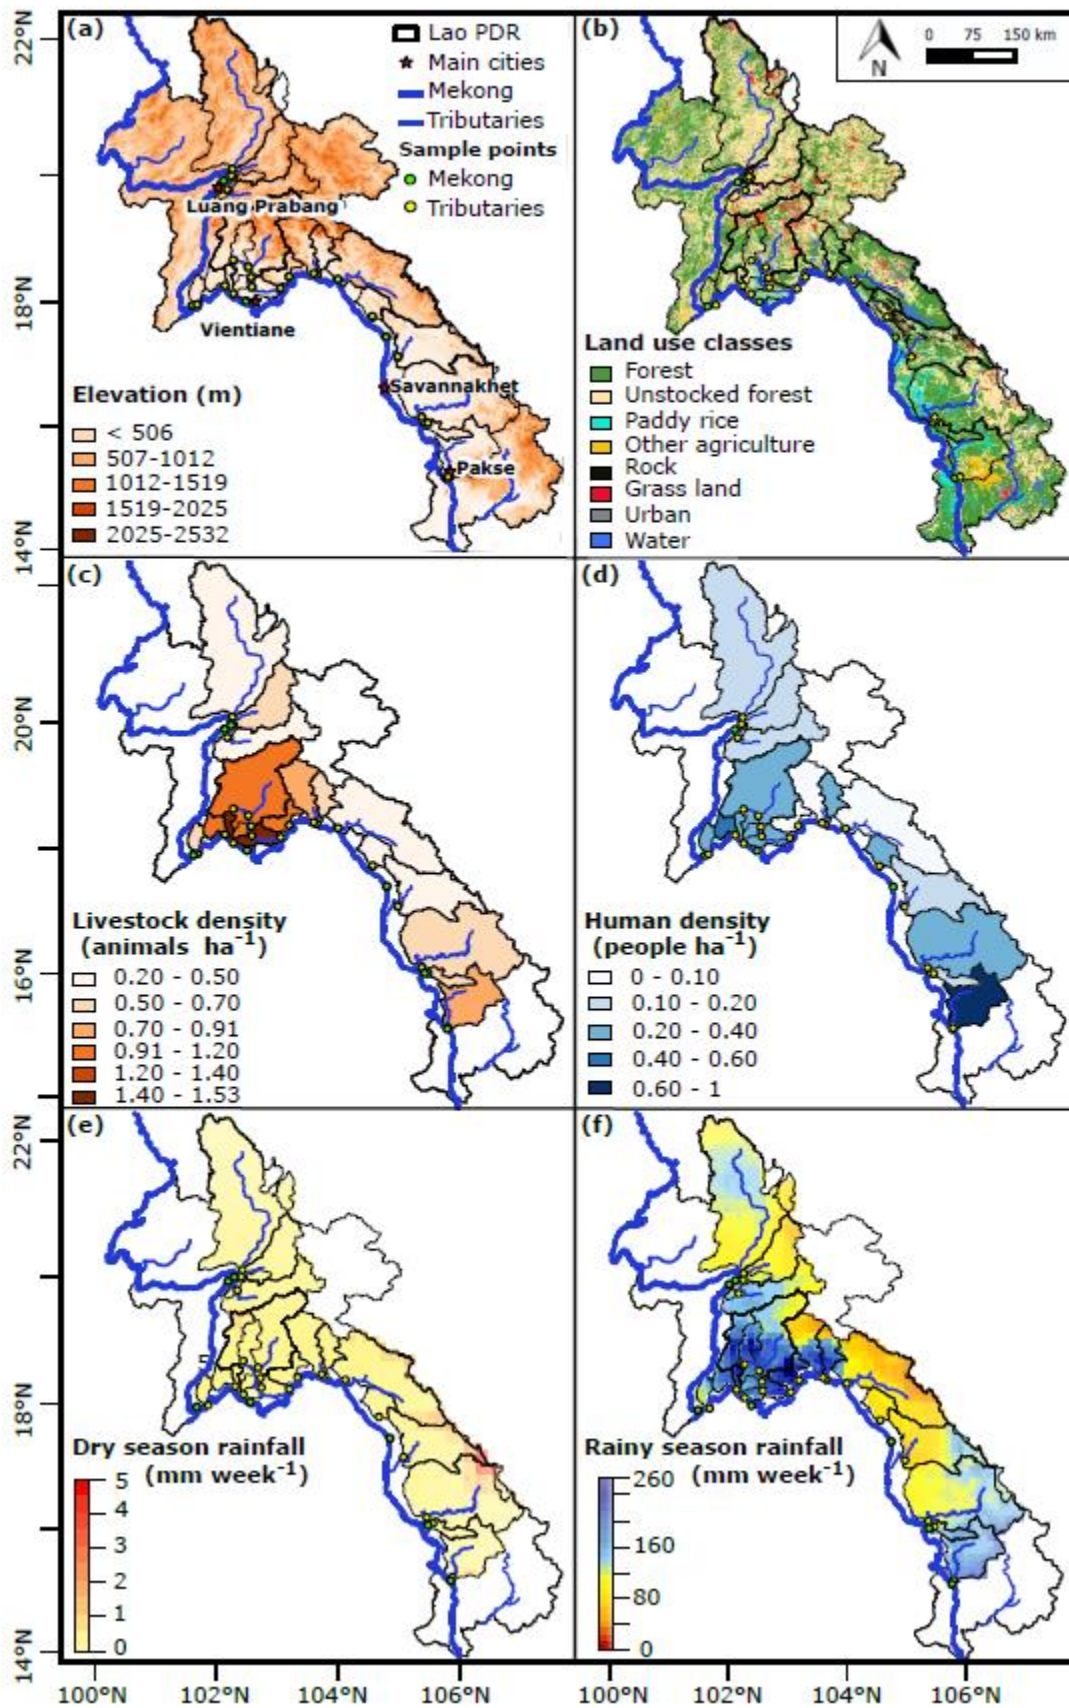 (a)
22°N
Lao PDR
Main cities
Mekong
Tributaries
Sample points
Mekong
Tributaries
Luang Prabang
Vientiane
Savannakhet
Pakse
18°N
14°N
Elevation (m)
< 506
507-1012
1012-1519
1519-2025
2025-2532
(b)
N
0 75 150 km
Land use classes
Forest
Unstocked forest
Paddy rice
Other agriculture
Rock
Grass land
Urban
Water
(c)
20°N
16°N
Livestock density
(animals ha⁻¹)
0.20 - 0.50
0.50 - 0.70
0.70 - 0.91
0.91 - 1.20
1.20 - 1.40
1.40 - 1.53
(d)
Human density
(people ha⁻¹)
0 - 0.10
0.10 - 0.20
0.20 - 0.40
0.40 - 0.60
0.60 - 1
(e)
22°N
18°N
14°N
5
Dry season rainfall
(mm week⁻¹)
5
4
3
2
1
0
(f)
Rainy season rainfall
(mm week⁻¹)
260
160
80
0
100°N 102°N 104°N 106°N 100°N 102°N 104°N 106°N